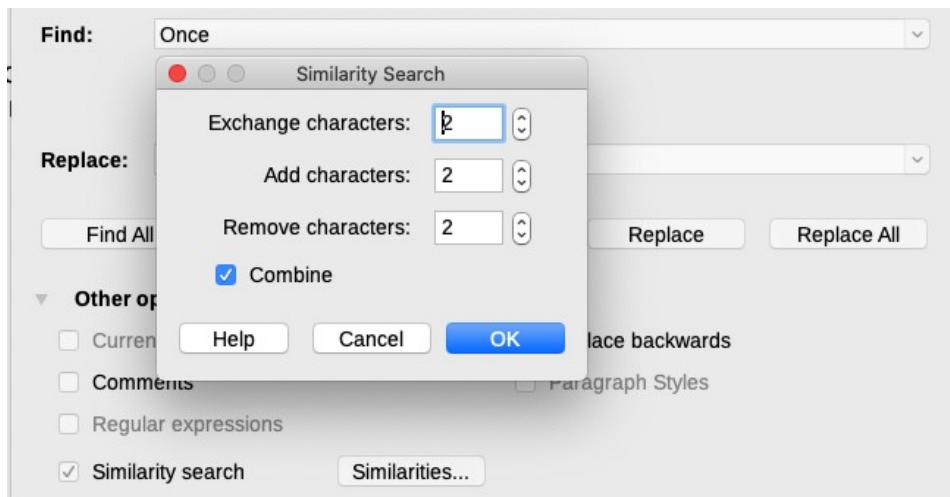 Find: Once
Similarity Search
Exchange characters: 2
Replace:
Add characters: 2
Remove characters: 2
Find All
Replace
Replace All
Combine
Other op
Help
Cancel
OK
Curren
lace backwards
Comments
Paragraph Styles
Regular expressions
Similarity search
Similarities...